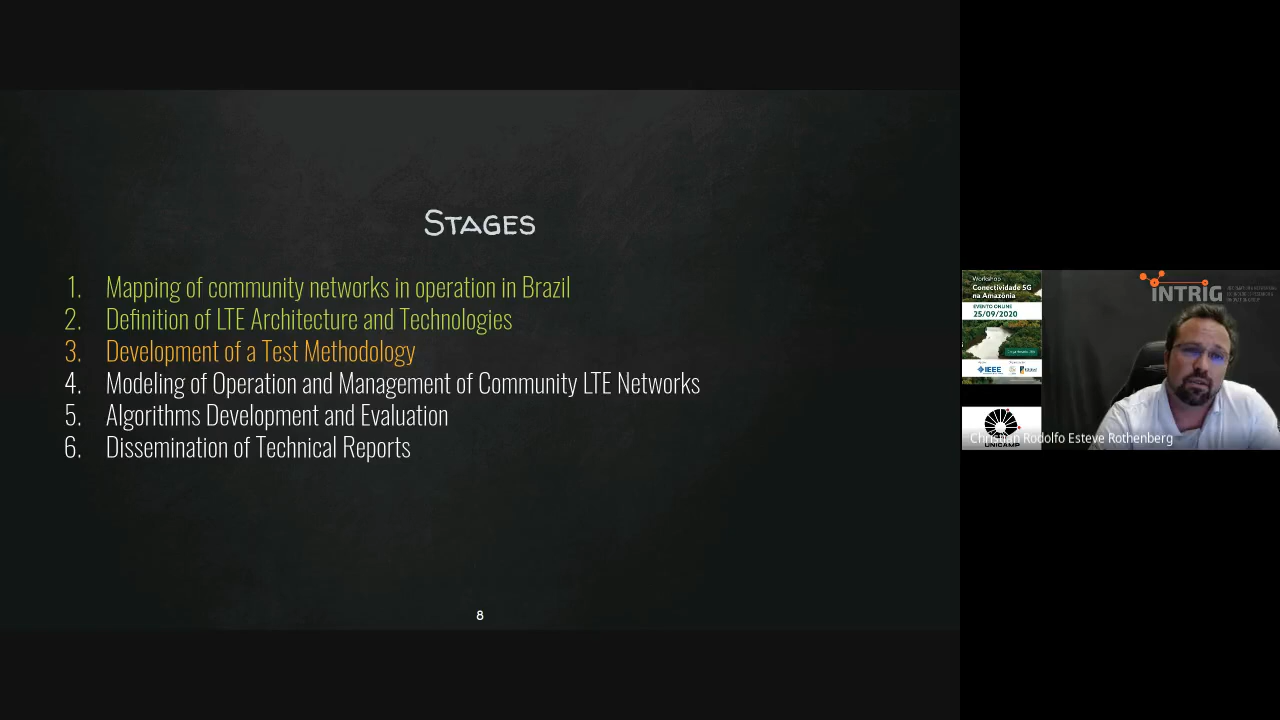 Stages
1. Mapping of community networks in operation in Brazil
2. Definition of LTE Architecture and Technologies
3. Development of a Test Methodology
4. Modeling of Operation and Management of Community LTE Networks
5. Algorithms Development and Evaluation
6. Dissemination of Technical Reports
8
Workshop
Conectividade 5G
na Amazônia
EVENTO ONLINE
25/09/2020
IEEE
INTRIG
UNICAMP
Christian Rodolfo Esteve Rothenberg